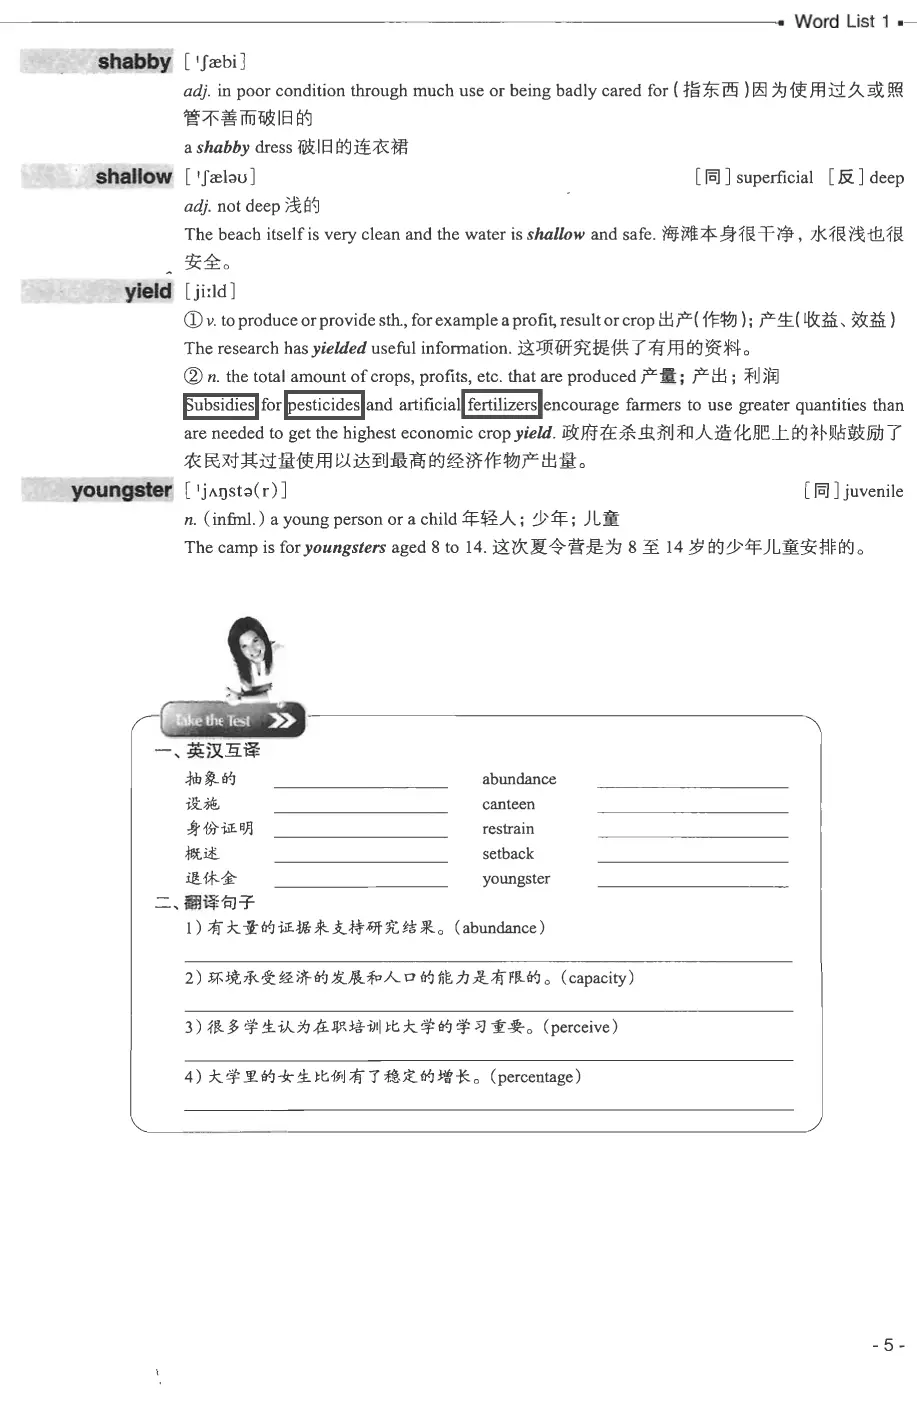 Word List 1
shabby [ˈʃæbi]
adj. in poor condition through much use or being badly cared for (指东西)因为使用过久或照
管不善而破旧的
a shabby dress 破旧的连衣裙
shallow [ˈʃæləʊ] [同] superficial [反] deep
adj. not deep 浅的
The beach itself is very clean and the water is shallow and safe. 海滩本身很干净，水很浅也很
安全。
yield [jiːld]
① v. to produce or provide sth., for example a profit, result or crop 出产(作物)；产生(收益、效益)
The research has yielded useful information. 这项研究提供了有用的资料。
② n. the total amount of crops, profits, etc. that are produced 产量；产出；利润
Subsidies for pesticides and artificial fertilizers encourage farmers to use greater quantities than
are needed to get the highest economic crop yield. 政府在杀虫剂和人造化肥上的补贴鼓励了
农民对其过量使用以达到最高的经济作物产出量。
youngster [ˈjʌŋstə(r)] [同] juvenile
n. (infml.) a young person or a child 年轻人；少年；儿童
The camp is for youngsters aged 8 to 14. 这次夏令营是为 8 至 14 岁的少年儿童安排的。
Take the Test
一、英汉互译
抽象的 abundance
设施 canteen
身份证明 restrain
概述 setback
退休金 youngster
二、翻译句子
1) 有大量的证据来支持研究结果。(abundance)
2) 环境承受经济的发展和人口的能力是有限的。(capacity)
3) 很多学生认为在职培训比大学的学习重要。(perceive)
4) 大学里的女生比例有了稳定的增长。(percentage)
- 5 -